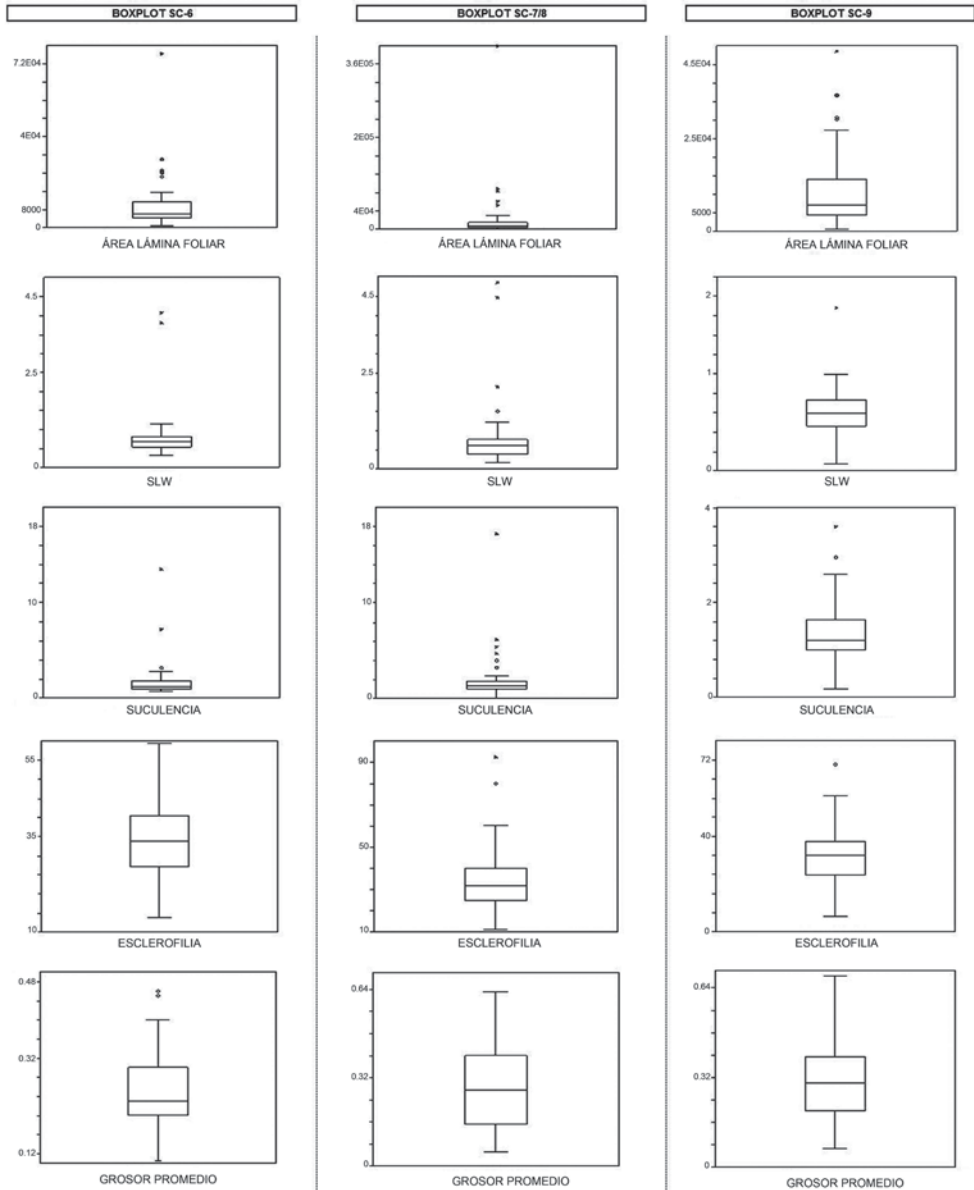 BOXPLOT SC-6
7.2E04
4E04
8000
0
ÁREA LÁMINA FOLIAR
4.5
2.5
0
SLW
18
10
0
SUCULENCIA
55
35
10
ESCLEROFILIA
0.48
0.32
0.12
GROSOR PROMEDIO
BOXPLOT SC-7/8
3.6E05
2E05
4E04
0
ÁREA LÁMINA FOLIAR
4.5
2.5
0
SLW
18
10
0
SUCULENCIA
90
50
10
ESCLEROFILIA
0.64
0.32
0
GROSOR PROMEDIO
BOXPLOT SC-9
4.5E04
2.5E04
5000
0
ÁREA LÁMINA FOLIAR
2
1
0
SLW
4
2
0
SUCULENCIA
72
40
0
ESCLEROFILIA
0.64
0.32
0
GROSOR PROMEDIO